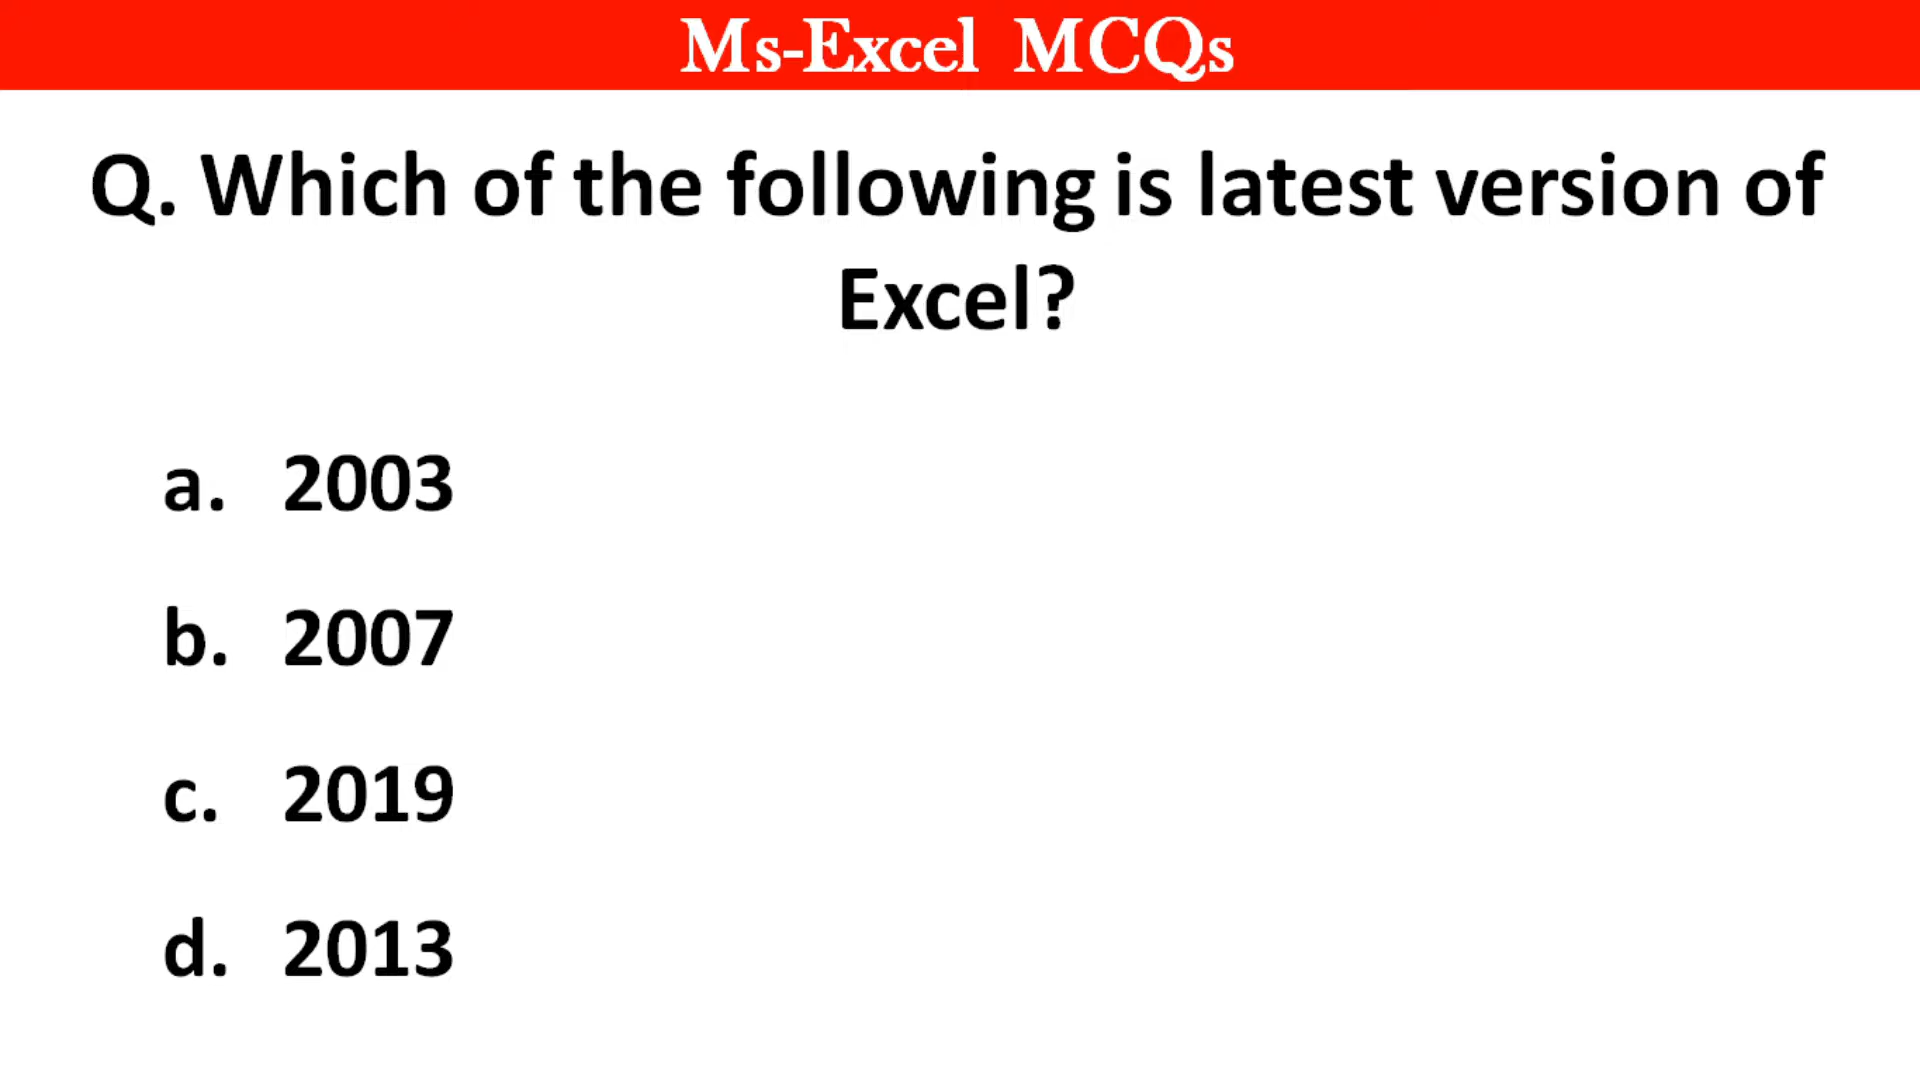 Ms-Excel MCQs
Q. Which of the following is latest version of
Excel?
a. 2003
b. 2007
c. 2019
d. 2013